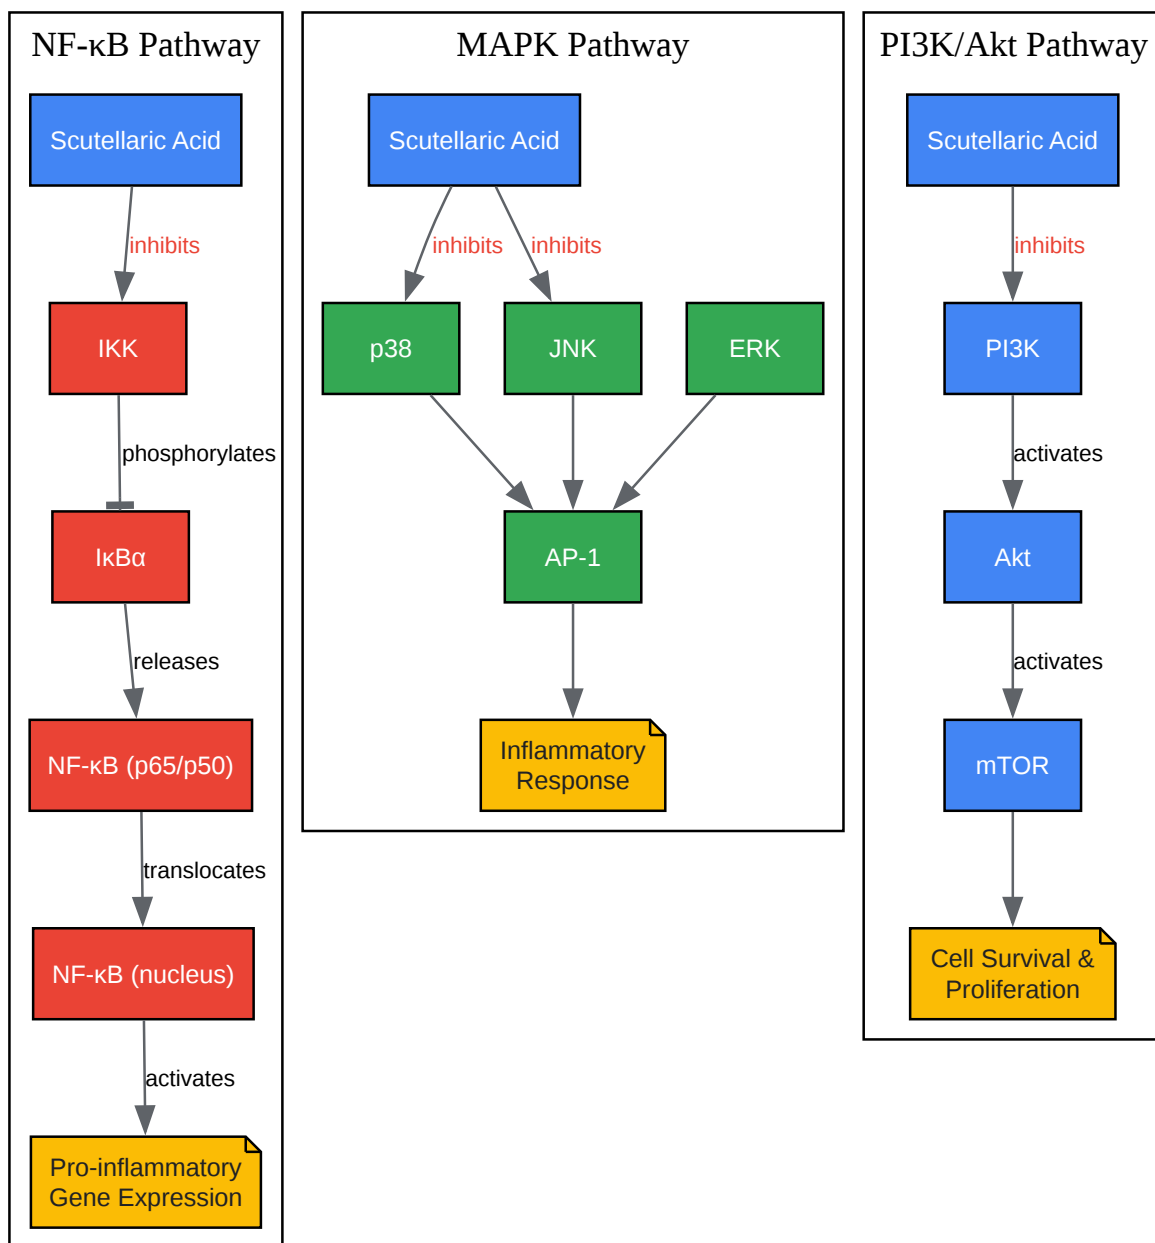 NF-κB Pathway
Scutellaric Acid
inhibits
IKK
phosphorylates
IκBα
releases
NF-κB (p65/p50)
translocates
NF-κB (nucleus)
activates
Pro-inflammatory
Gene Expression
MAPK Pathway
Scutellaric Acid
inhibits
inhibits
p38
JNK
ERK
AP-1
Inflammatory
Response
PI3K/Akt Pathway
Scutellaric Acid
inhibits
PI3K
activates
Akt
activates
mTOR
Cell Survival &
Proliferation